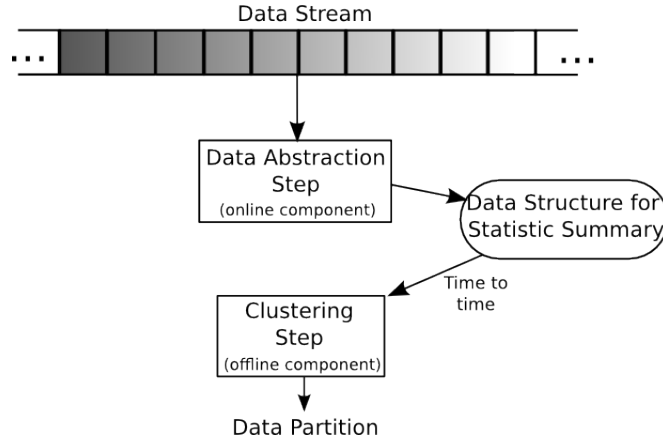 Data Stream
... ...
Data Abstraction
Step
(online component)
Data Structure for
Statistic Summary
Time to
time
Clustering
Step
(offline component)
Data Partition